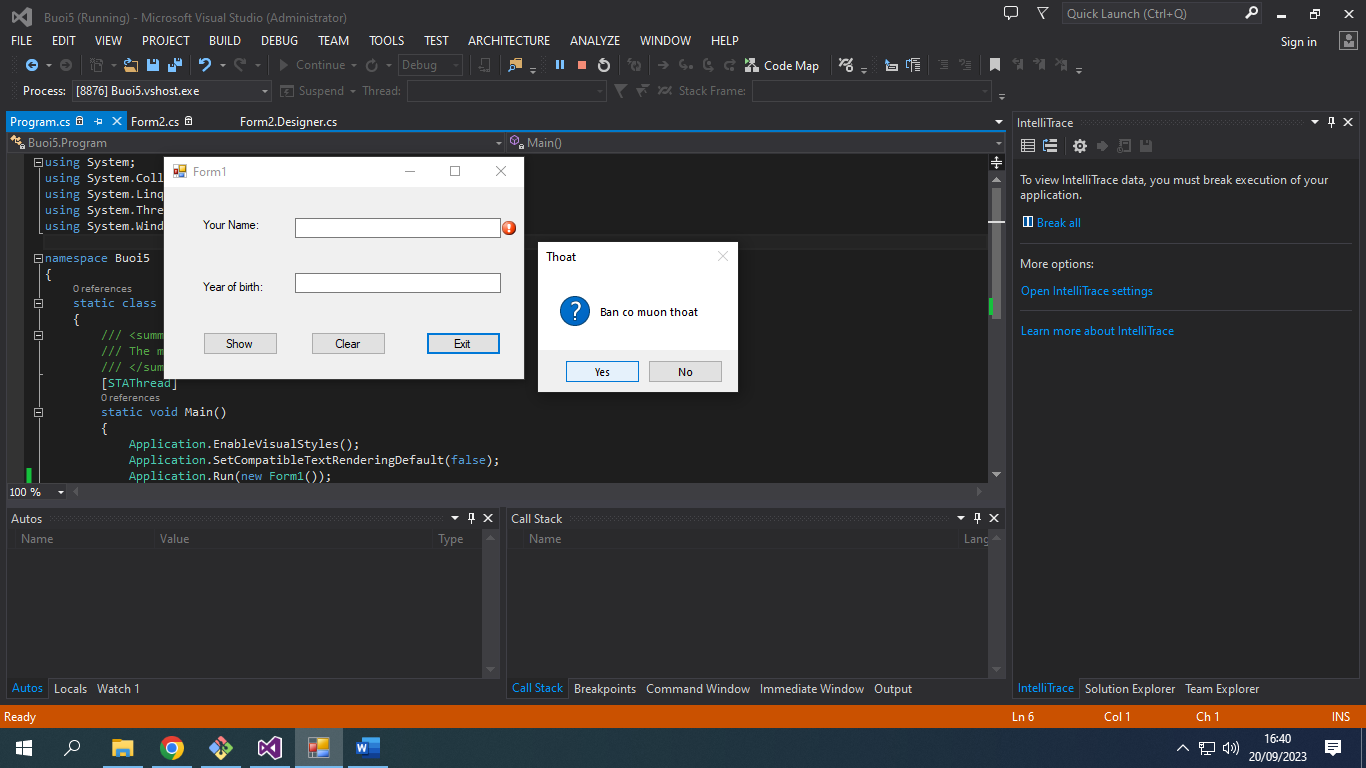 Buoi5 (Running) - Microsoft Visual Studio (Administrator)
Quick Launch (Ctrl+Q)
FILE EDIT VIEW PROJECT BUILD DEBUG TEAM TOOLS TEST ARCHITECTURE ANALYZE WINDOW HELP
Sign in
Continue Debug Code Map
Process: [8876] Buoi5.vshost.exe Suspend Thread: Stack Frame:
Program.cs Form2.cs Form2.Designer.cs
Buoi5.Program Main()
using System;
using System.Coll
using System.Linq
using System.Thre
using System.Wind
namespace Buoi5
{
0 references
static class
{
/// <summ
/// The m
/// </sum
[STAThread]
0 references
static void Main()
{
Application.EnableVisualStyles();
Application.SetCompatibleTextRenderingDefault(false);
Application.Run(new Form1());
100 %
Form1
Your Name:
Year of birth:
Show Clear Exit
Thoat
Ban co muon thoat
Yes No
IntelliTrace
To view IntelliTrace data, you must break execution of your
application.
Break all
More options:
Open IntelliTrace settings
Learn more about IntelliTrace
Autos
Name Value Type
Call Stack
Name Lang
Autos Locals Watch 1
Call Stack Breakpoints Command Window Immediate Window Output
IntelliTrace Solution Explorer Team Explorer
Ready Ln 6 Col 1 Ch 1 INS
16:40
20/09/2023